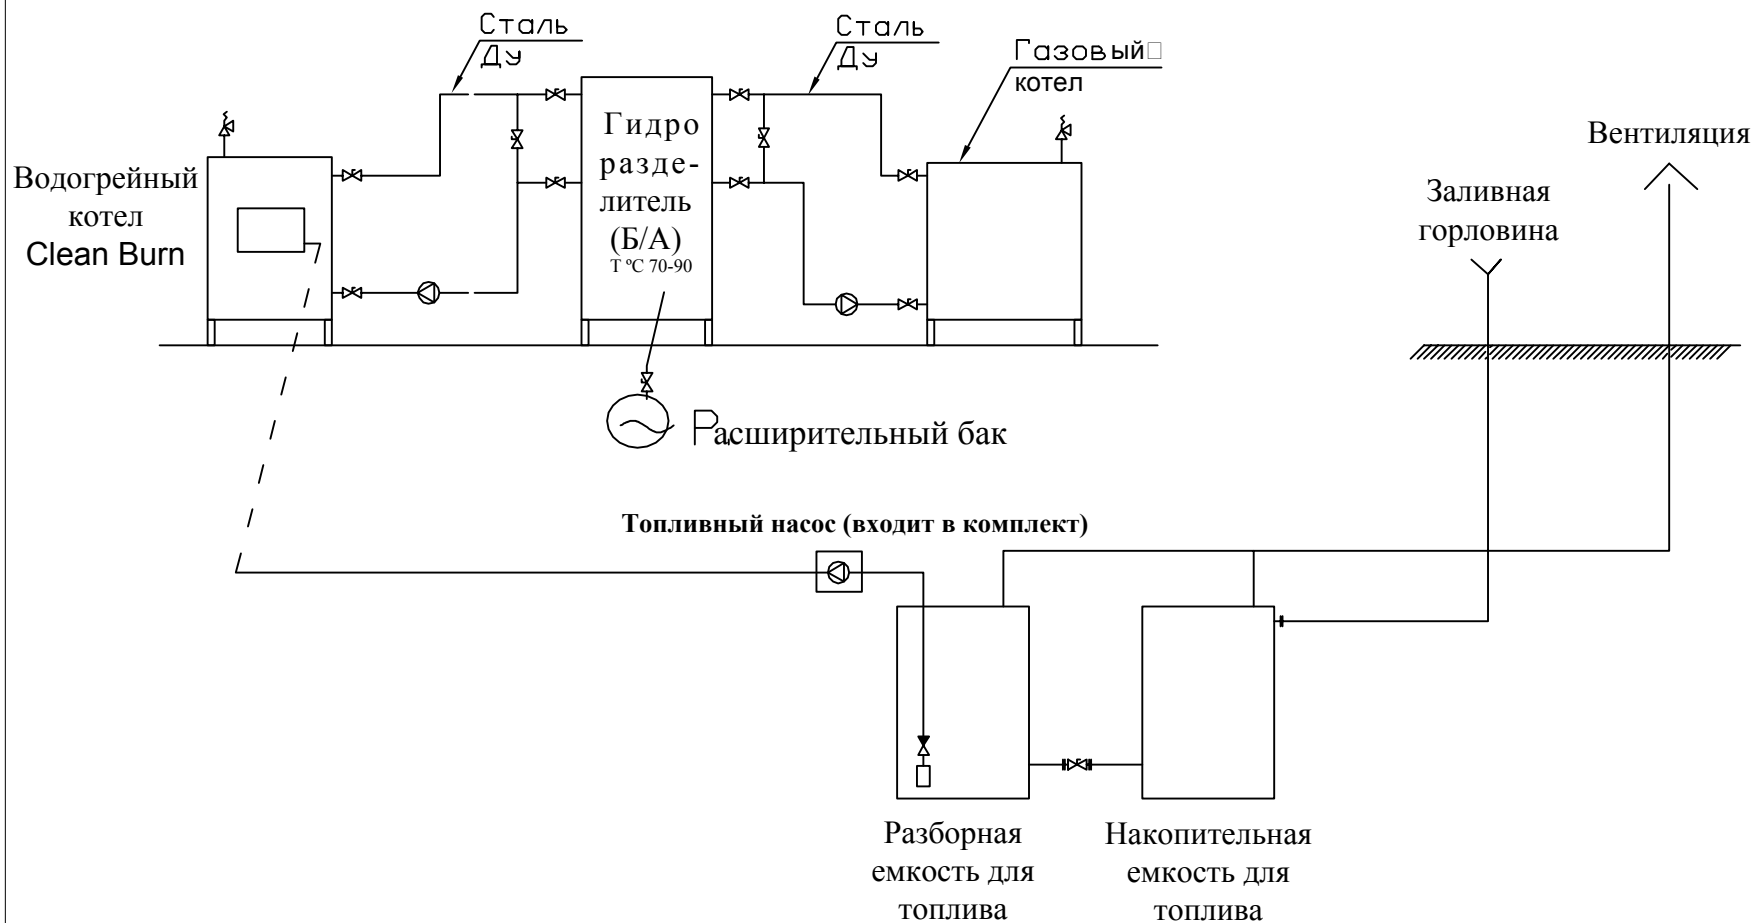 Сталь
Ду
Сталь
Ду
Газовый
котел
Водогрейный
котел
Clean Burn
Гидро
разде-
литель
(Б/А)
Т ºС 70-90
Вентиляция
Заливная
горловина
Расширительный бак
Топливный насос (входит в комплект)
Разборная
емкость для
топлива
Накопительная
емкость для
топлива